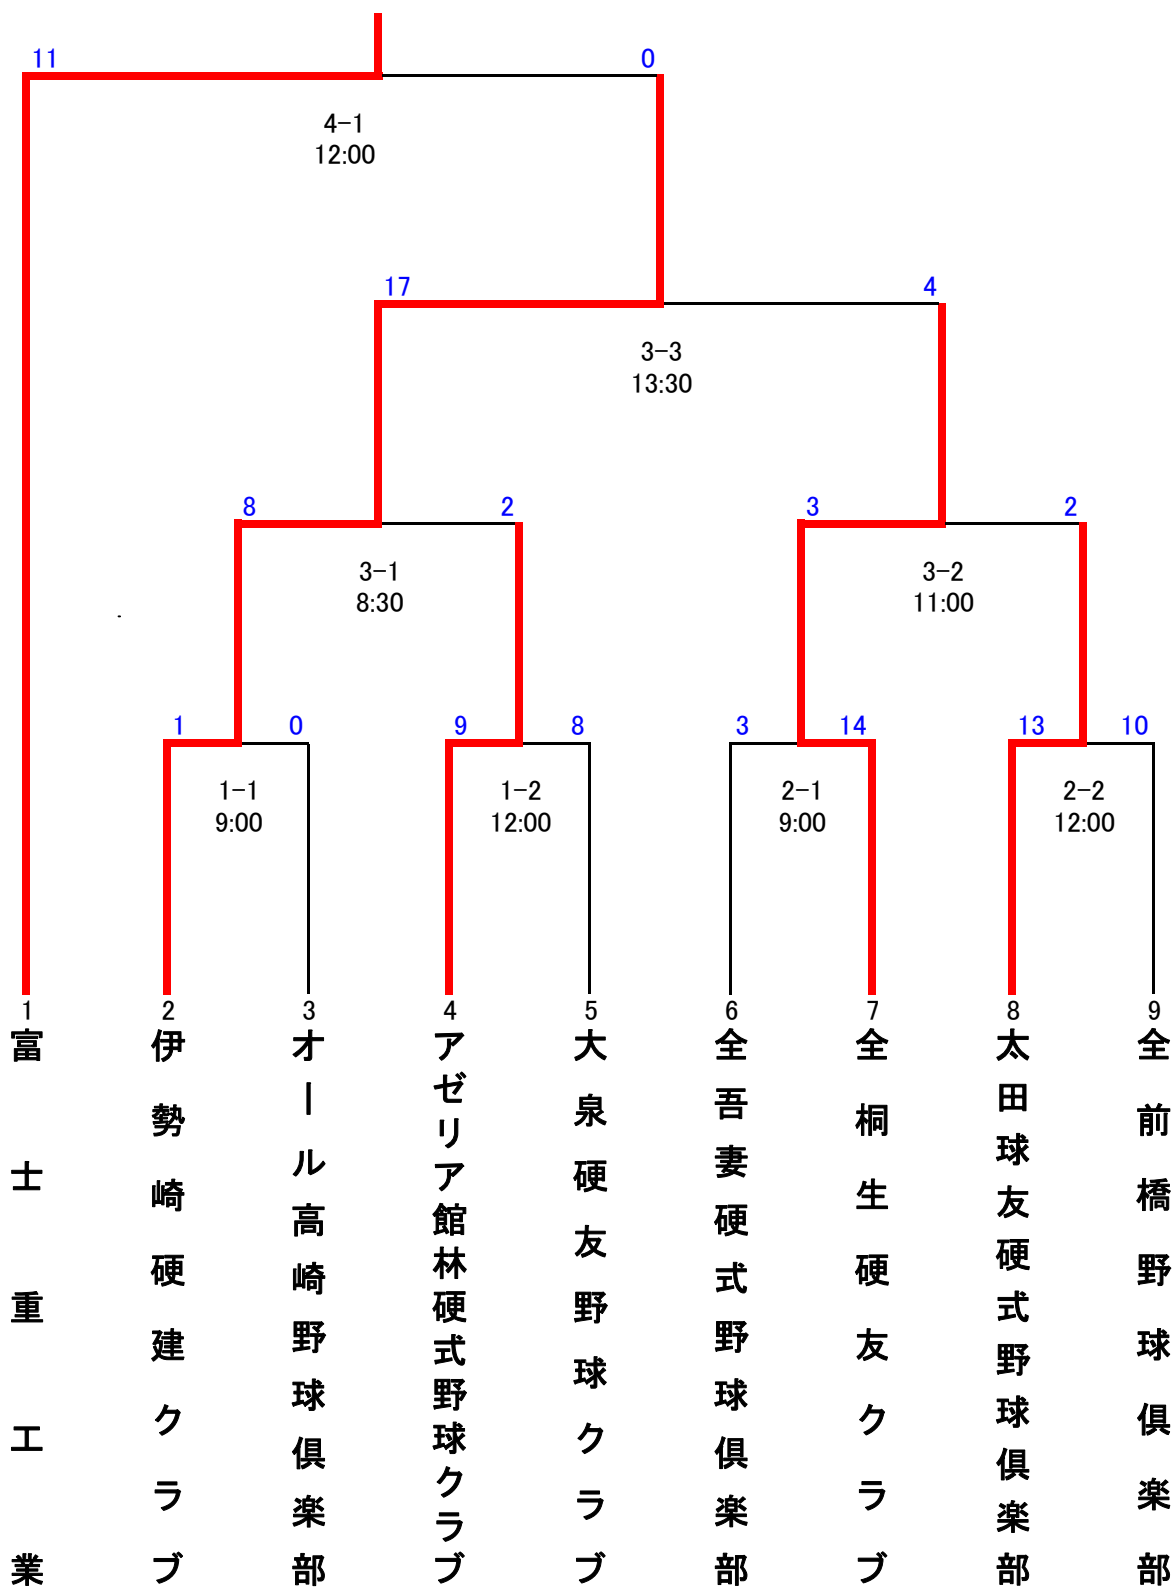 11 0
4-1
12:00
17 4
3-3
13:30
8 2 3 2
3-1 3-2
8:30 11:00
1 0 9 8 3 14 13 10
1-1 1-2 2-1 2-2
9:00 12:00 9:00 12:00
1 2 3 4 5 6 7 8 9
富士重工業
伊勢崎硬建クラブ
オール高崎野球倶楽部
アゼリア館林硬式野球クラブ
大泉硬友野球クラブ
全吾妻硬式野球倶楽部
全桐生硬友クラブ
太田球友硬式野球倶楽部
全前橋野球倶楽部